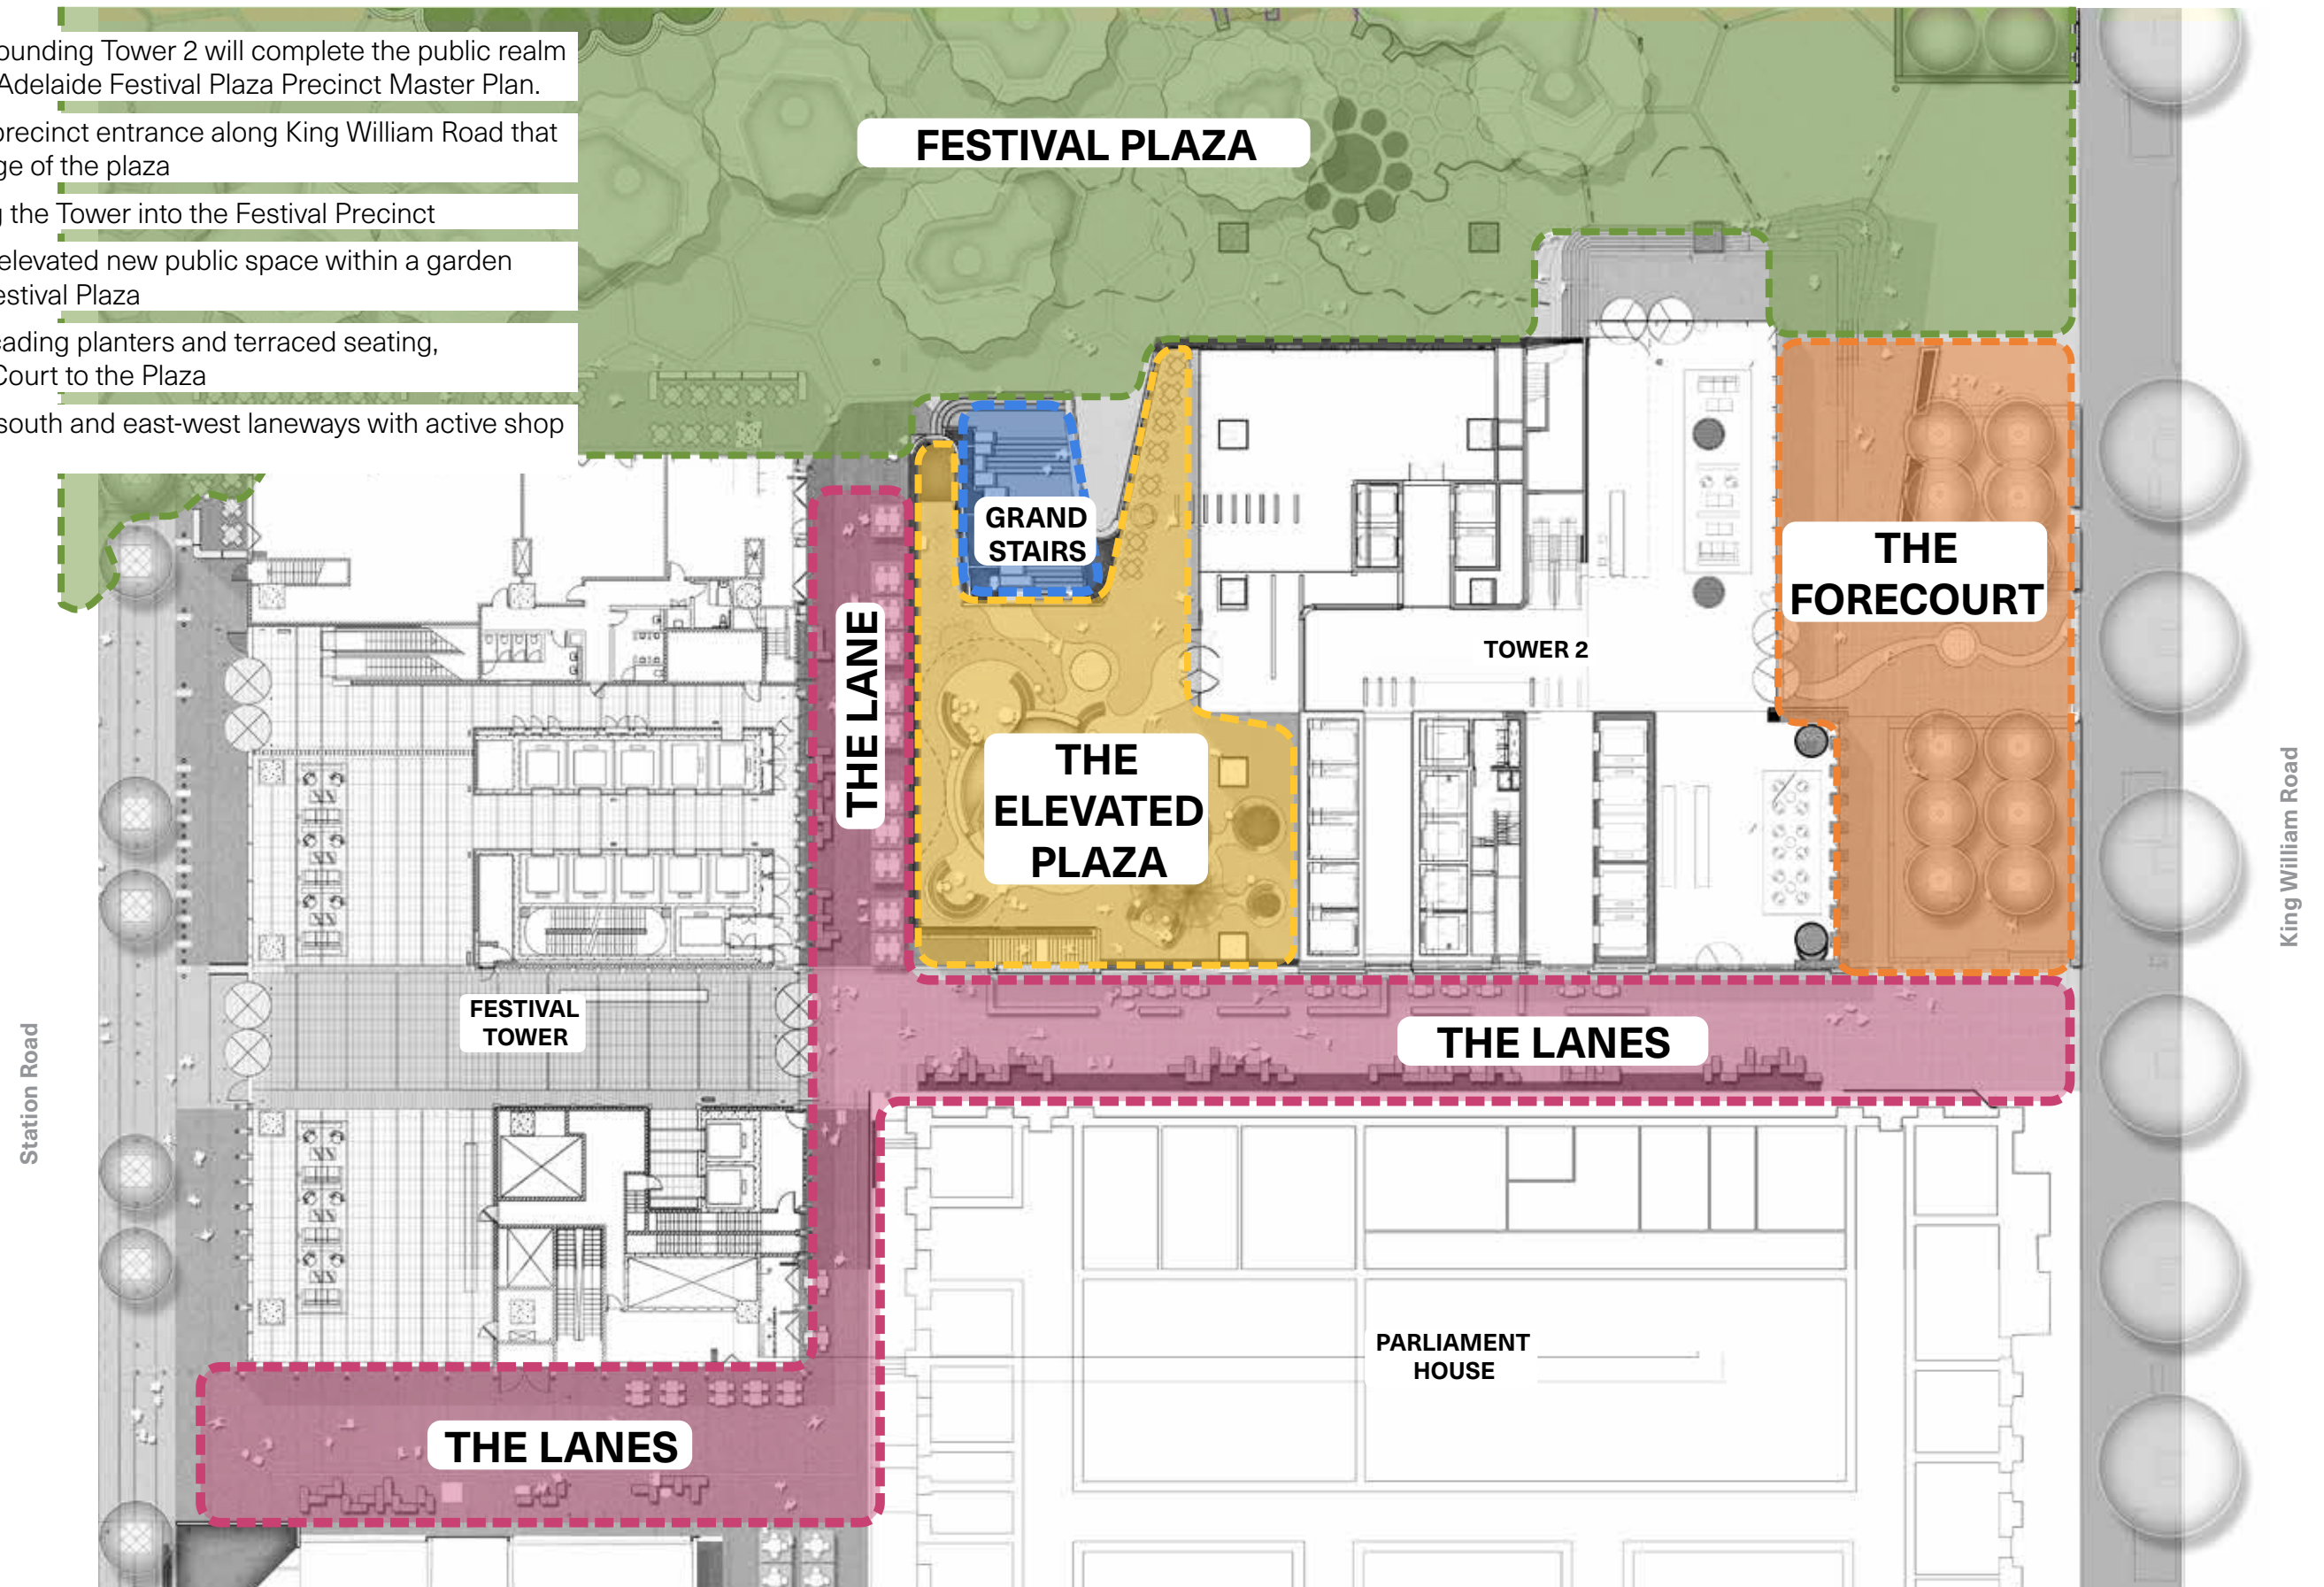 ounding Tower 2 will complete the public realm
Adelaide Festival Plaza Precinct Master Plan.
precinct entrance along King William Road that
ge of the plaza
g the Tower into the Festival Precinct
elevated new public space within a garden
estival Plaza
cading planters and terraced seating,
Court to the Plaza
south and east-west laneways with active shop
FESTIVAL PLAZA
GRAND
STAIRS
THE
FORECOURT
THE LANE
TOWER 2
THE
ELEVATED
PLAZA
King William Road
FESTIVAL
TOWER
THE LANES
Station Road
PARLIAMENT
HOUSE
THE LANES